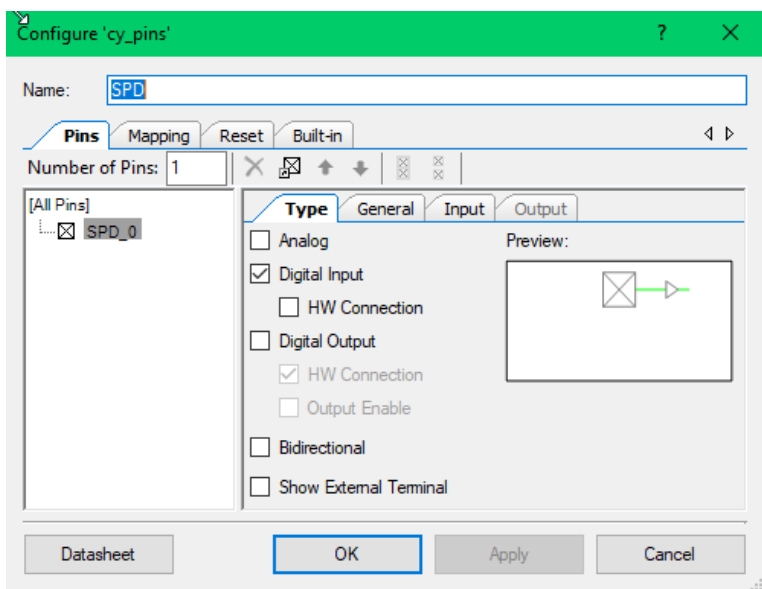 Configure 'cy_pins'
?
Name: SPD
Pins Mapping Reset Built-in
Number of Pins: 1
[All Pins]
SPD_0
Type General Input Output
Analog
Preview:
Digital Input
HW Connection
Digital Output
HW Connection
Output Enable
Bidirectional
Show External Terminal
Datasheet OK Apply Cancel